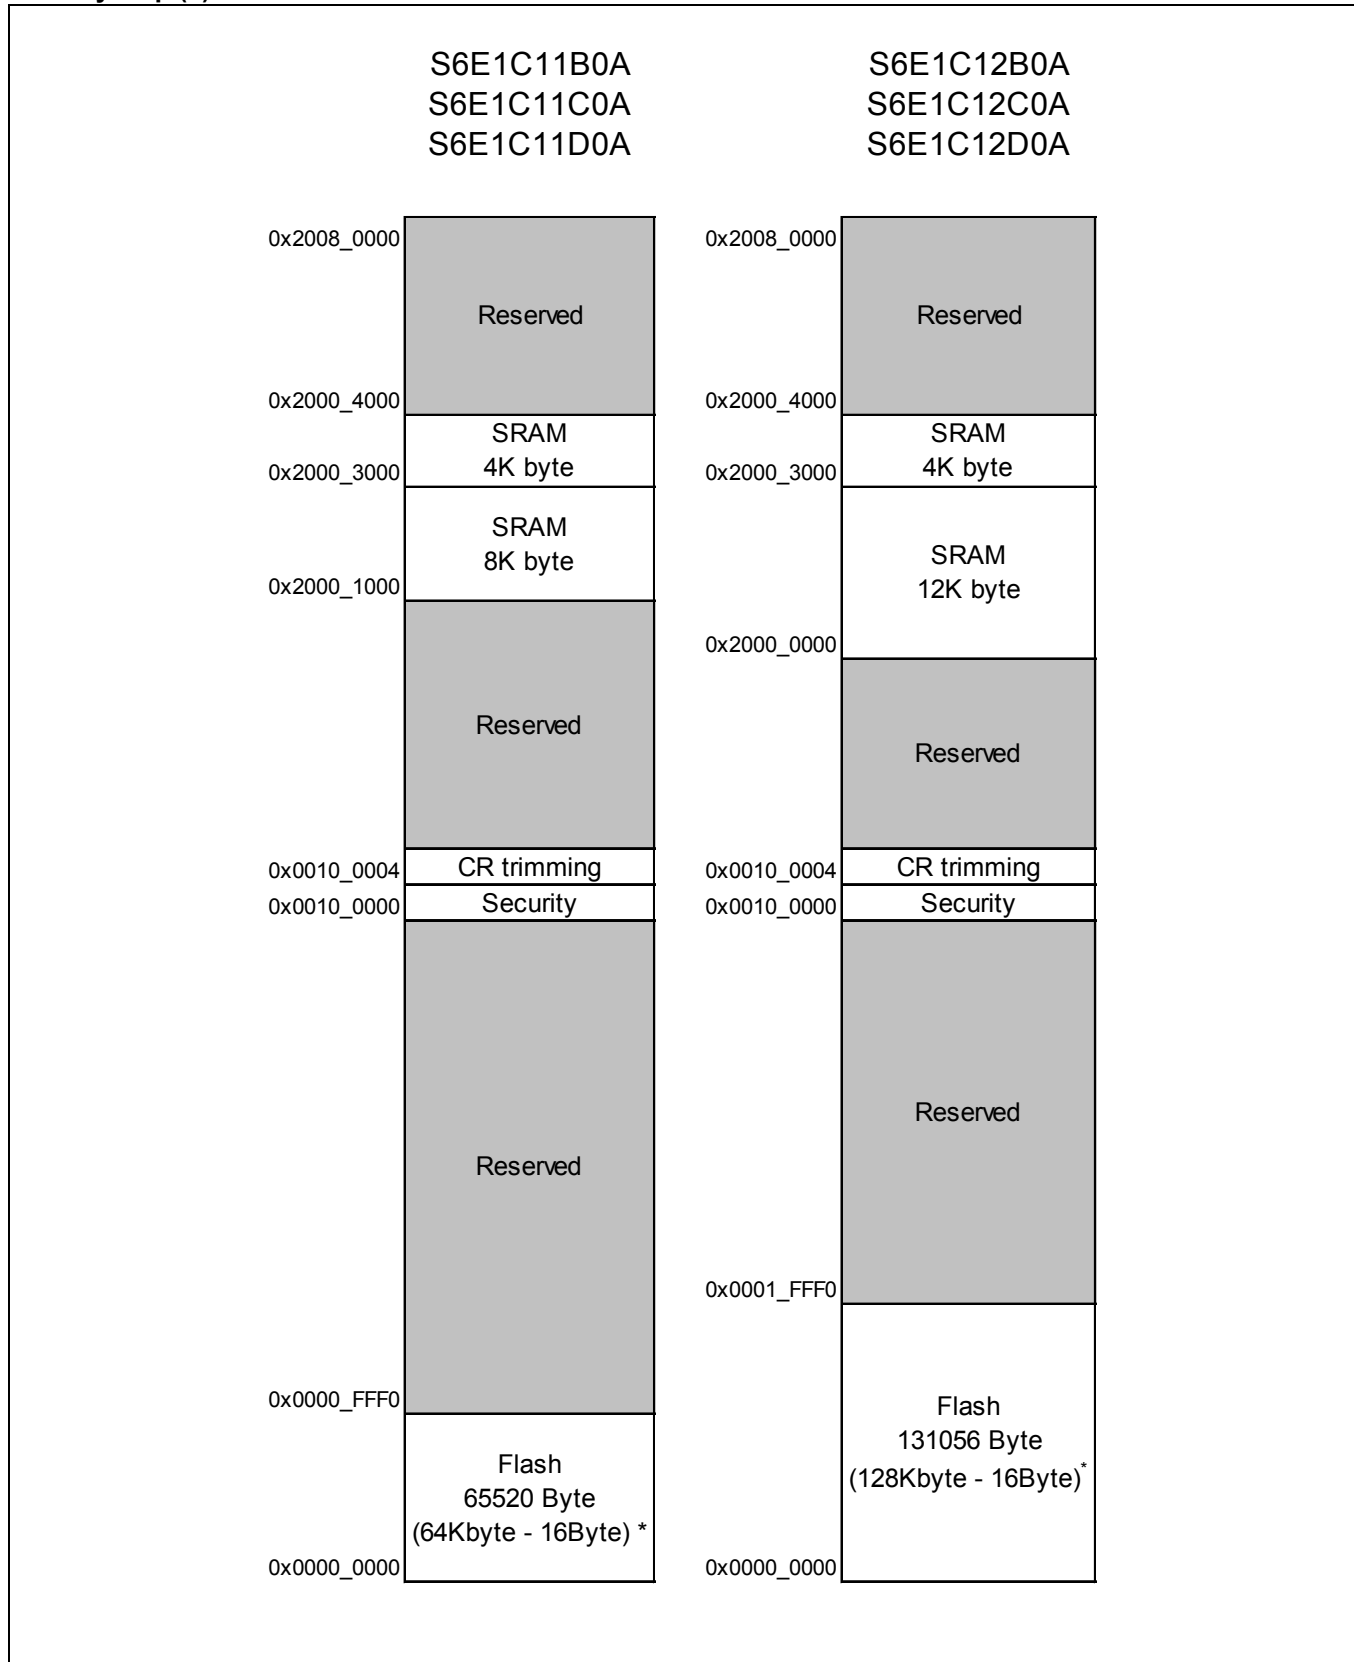 S6E1C11B0A
S6E1C11C0A
S6E1C11D0A
0x2008_0000
Reserved
0x2000_4000
SRAM
4K byte
0x2000_3000
SRAM
8K byte
0x2000_1000
Reserved
0x0010_0004
CR trimming
0x0010_0000
Security
Reserved
0x0000_FFF0
Flash
65520 Byte
(64Kbyte - 16Byte) *
0x0000_0000
S6E1C12B0A
S6E1C12C0A
S6E1C12D0A
0x2008_0000
Reserved
0x2000_4000
SRAM
4K byte
0x2000_3000
SRAM
12K byte
0x2000_0000
Reserved
0x0010_0004
CR trimming
0x0010_0000
Security
Reserved
0x0001_FFF0
Flash
131056 Byte
(128Kbyte - 16Byte)*
0x0000_0000